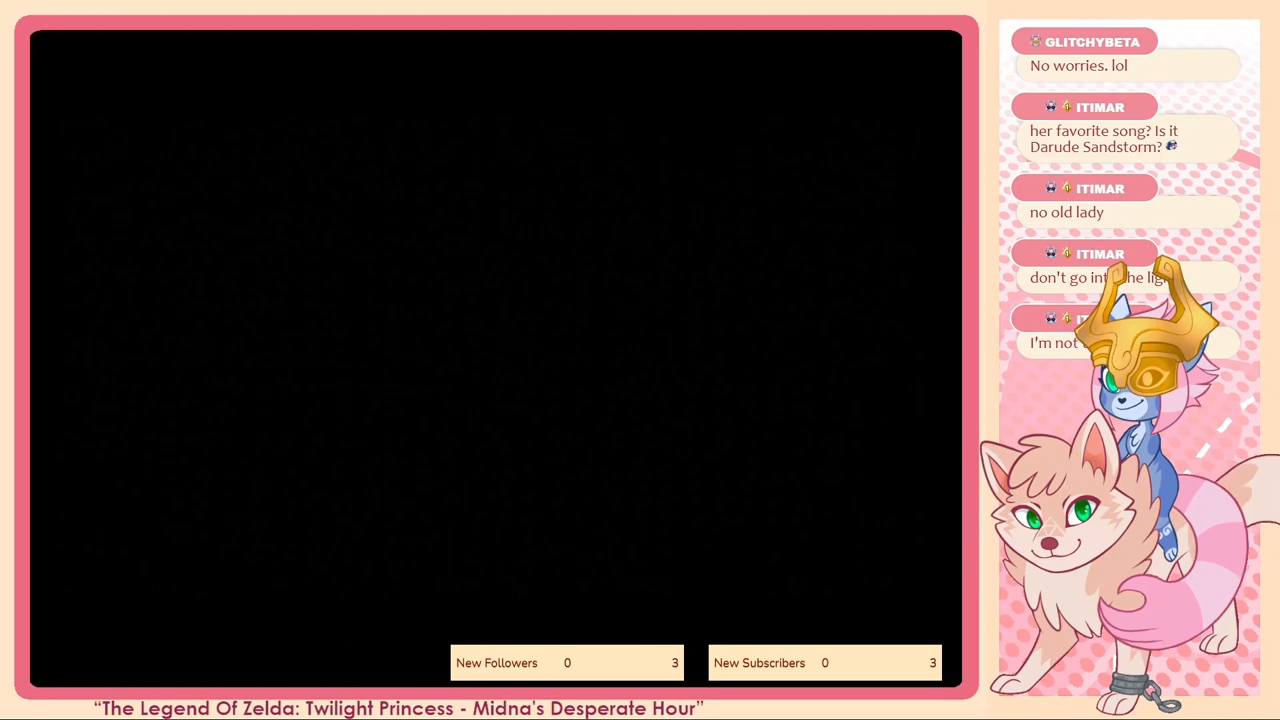 GLITCHYBETA
No worries. lol
ITIMAR
her favorite song? Is it
Darude Sandstorm?
ITIMAR
no old lady
ITIMAR
don't go
I'm not
New Followers 0 3
New Subscribers 0 3
“The Legend Of Zelda: Twilight Princess - Midna's Desperate Hour”